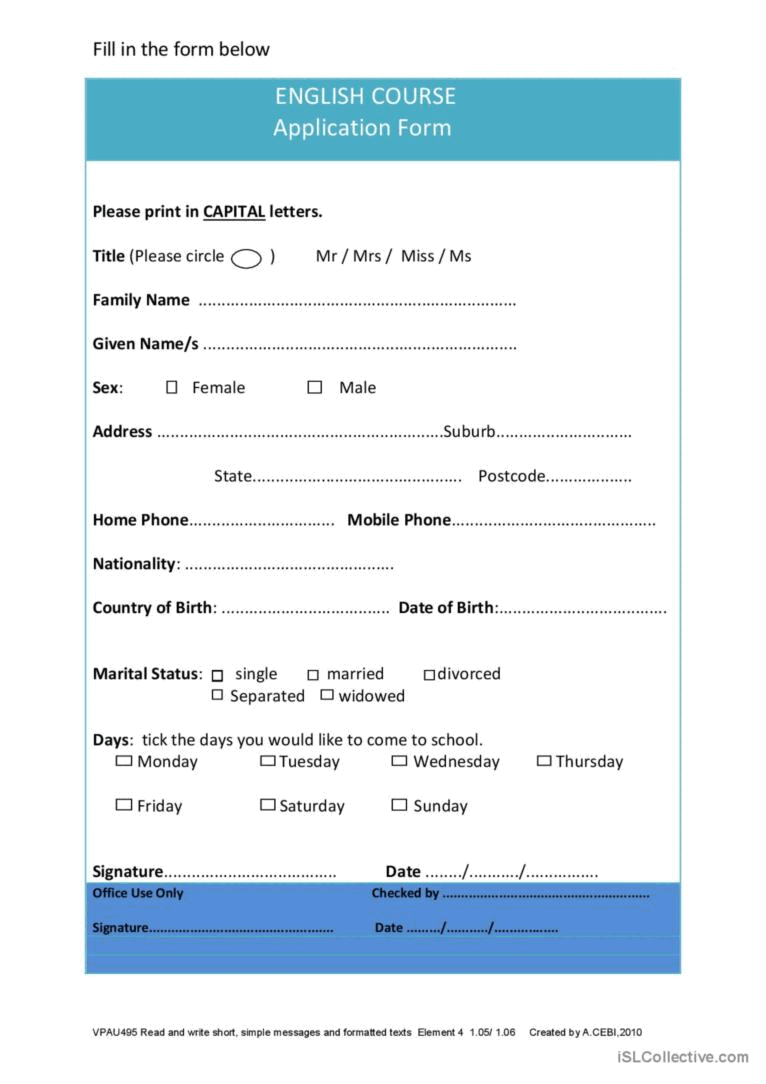 Fill in the form below
ENGLISH COURSE
Application Form
Please print in CAPITAL letters.
Title (Please circle ) Mr / Mrs / Miss / Ms
Family Name ......................................................................
Given Name/s .....................................................................
Sex: □ Female □ Male
Address ...............................................................Suburb..............................
State.............................................. Postcode...................
Home Phone................................ Mobile Phone.............................................
Nationality: ..............................................
Country of Birth: ..................................... Date of Birth:.....................................
Marital Status: □ single □ married □divorced
□ Separated □ widowed
Days: tick the days you would like to come to school.
□ Monday □ Tuesday □ Wednesday □ Thursday
□ Friday □ Saturday □ Sunday
Signature...................................... Date ......../.........../................
Office Use Only Checked by .........................................................
Signature.................................................. Date ........./.........../.................
VPAU495 Read and write short, simple messages and formatted texts Element 4 1.05/ 1.06 Created by A.CEBI,2010
iSLCollective.com